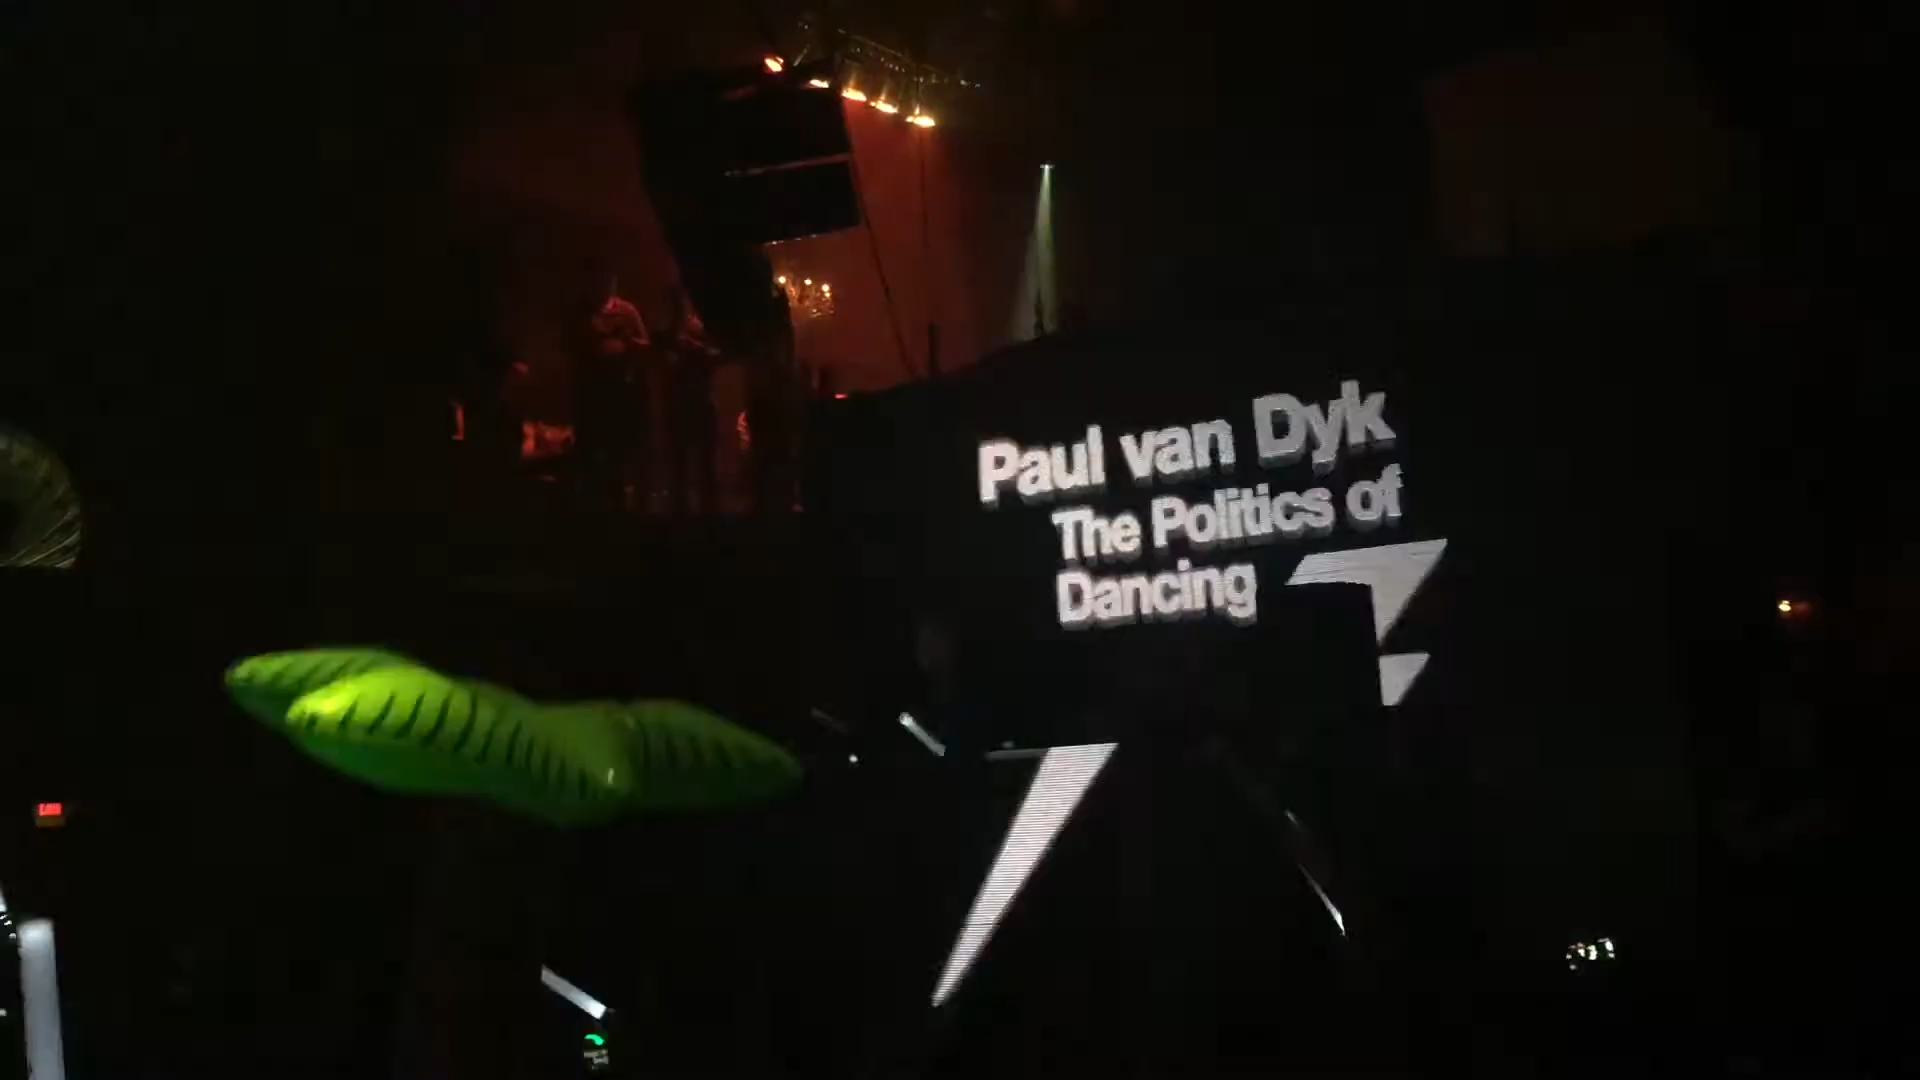 Paul van Dyk
The Politics of
Dancing